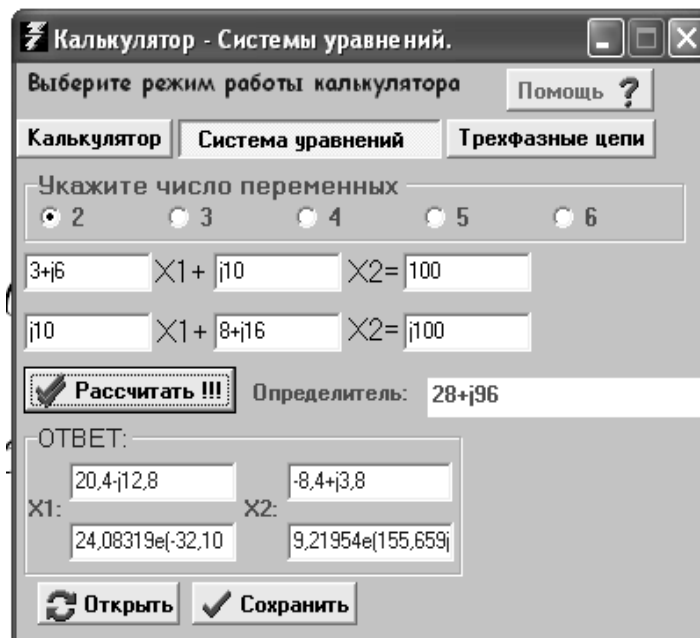 Калькулятор - Системы уравнений.
Выберите режим работы калькулятора
Помощь ?
Калькулятор Система уравнений Трехфазные цепи
Укажите число переменных
2 3 4 5 6
3+j6 X1+ j10 X2= 100
j10 X1+ 8+j16 X2= j100
Рассчитать !!! Определитель: 28+j96
ОТВЕТ:
20,4-j12,8 -8,4+j3,8
X1: X2:
24,08319e(-32,10 9,21954e(155,659j
Открыть Сохранить